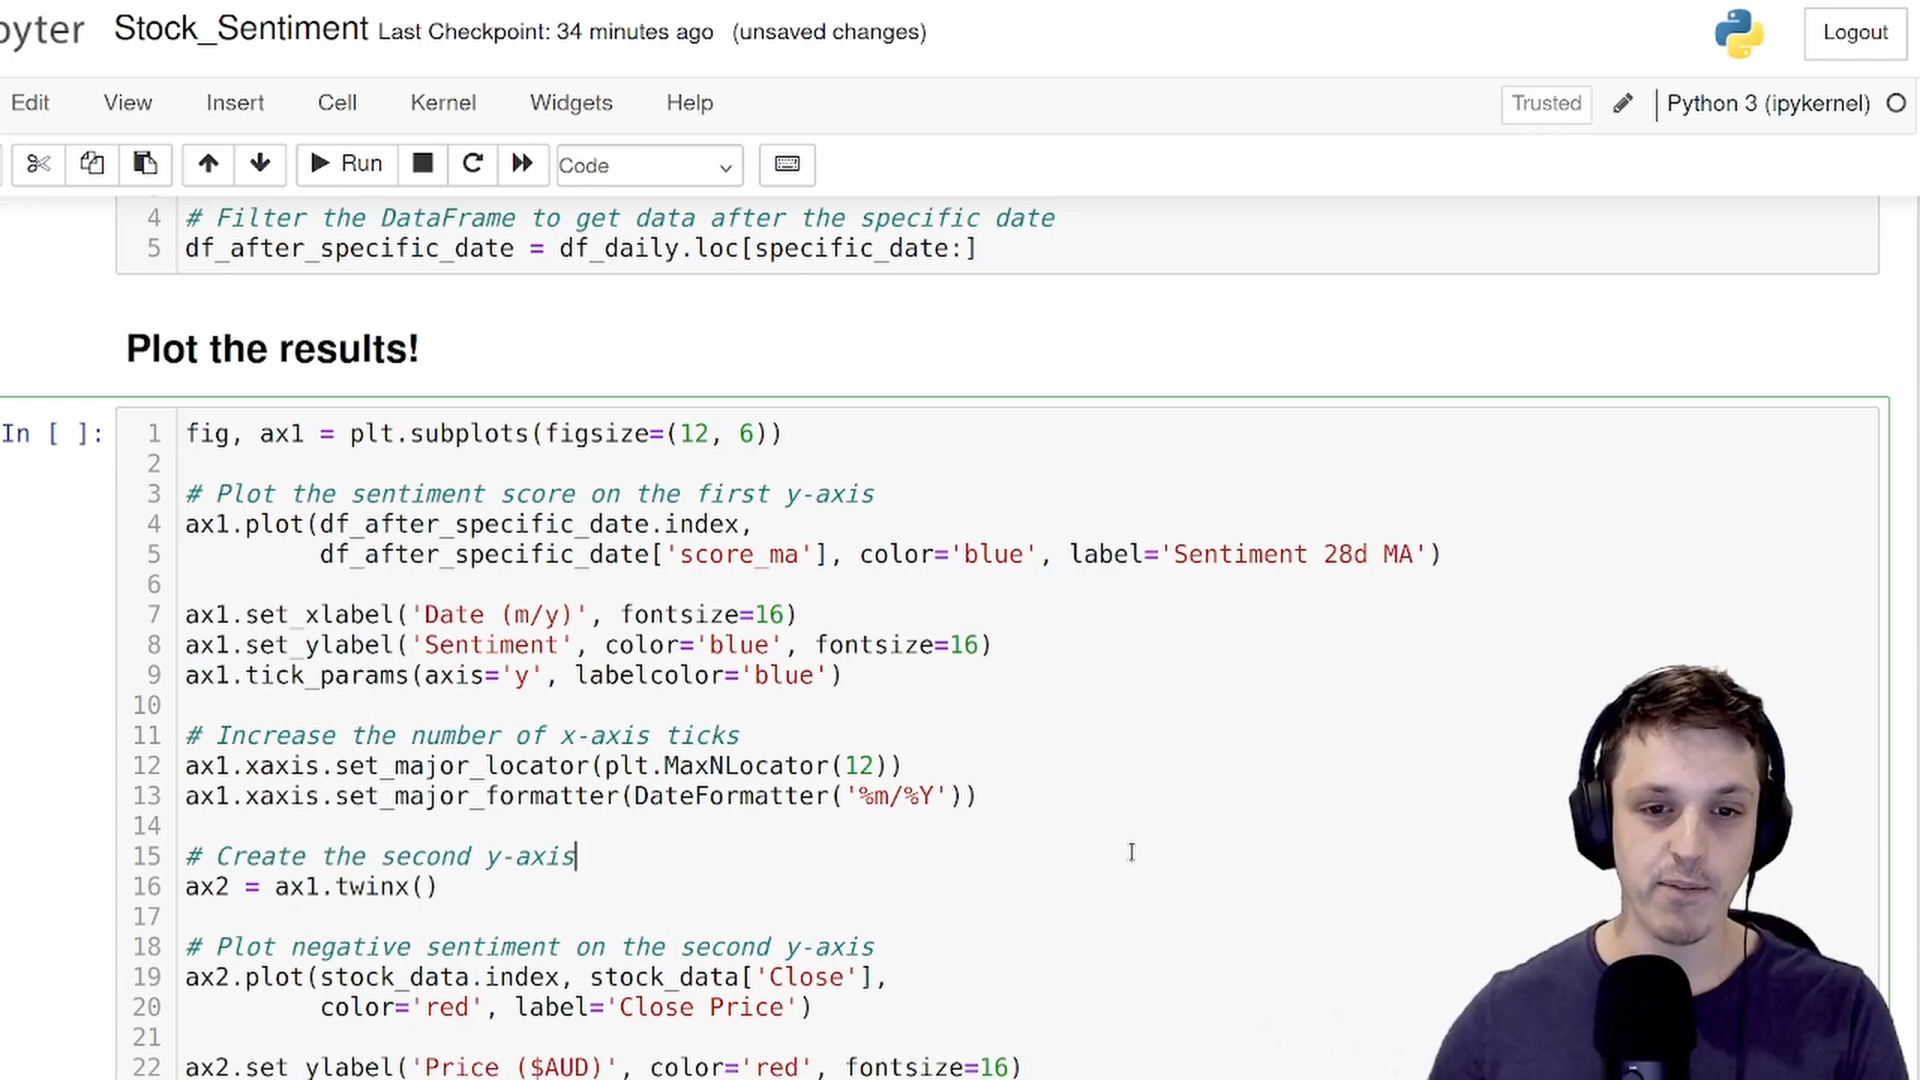 pyter Stock_Sentiment Last Checkpoint: 34 minutes ago (unsaved changes) Logout
Edit View Insert Cell Kernel Widgets Help Trusted Python 3 (ipykernel)
Run Code
4 # Filter the DataFrame to get data after the specific date
5 df_after_specific_date = df_daily.loc[specific_date:]
Plot the results!
In [ ]:
1 fig, ax1 = plt.subplots(figsize=(12, 6))
2
3 # Plot the sentiment score on the first y-axis
4 ax1.plot(df_after_specific_date.index,
5 df_after_specific_date['score_ma'], color='blue', label='Sentiment 28d MA')
6
7 ax1.set_xlabel('Date (m/y)', fontsize=16)
8 ax1.set_ylabel('Sentiment', color='blue', fontsize=16)
9 ax1.tick_params(axis='y', labelcolor='blue')
10
11 # Increase the number of x-axis ticks
12 ax1.xaxis.set_major_locator(plt.MaxNLocator(12))
13 ax1.xaxis.set_major_formatter(DateFormatter('%m/%Y'))
14
15 # Create the second y-axis
16 ax2 = ax1.twinx()
17
18 # Plot negative sentiment on the second y-axis
19 ax2.plot(stock_data.index, stock_data['Close'],
20 color='red', label='Close Price')
21
22 ax2.set_ylabel('Price ($AUD)', color='red', fontsize=16)